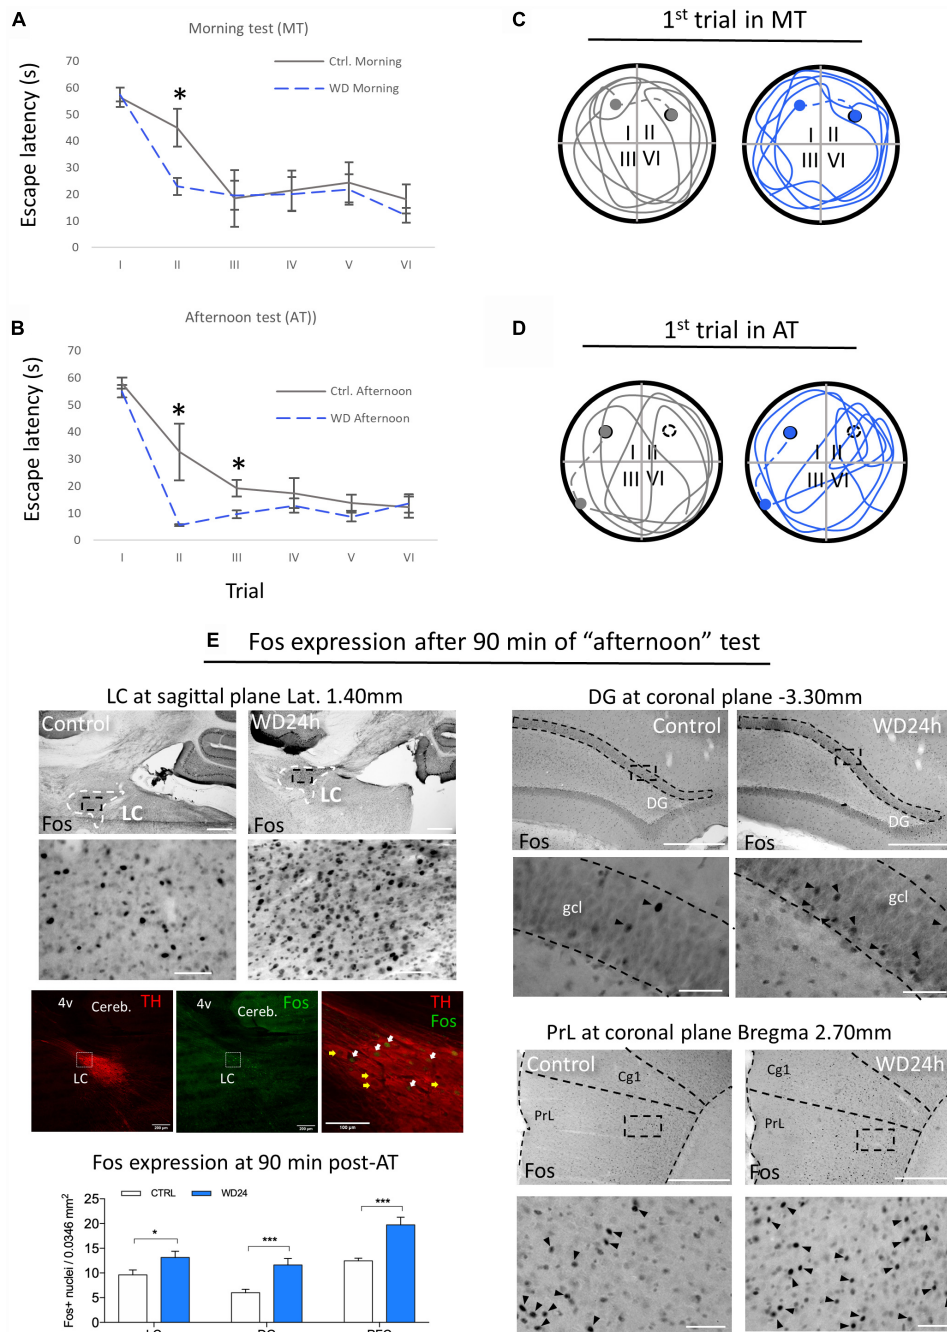 A
Morning test (MT)
Escape latency (s)
70
60
50
40
30
20
10
0
Ctrl. Morning
WD Morning
*
I II III IV V VI
B
Afternoon test (AT))
Escape latency (s)
70
60
50
40
30
20
10
0
Ctrl. Afternoon
WD Afternoon
*
*
I II III IV V VI
Trial
C
1st trial in MT
I II
III VI
I II
III VI
D
1st trial in AT
I Ii
III VI
I II
III VI
E Fos expression after 90 min of “afternoon” test
LC at sagittal plane Lat. 1.40mm
Control
LC
Fos
WD24h
LC
Fos
4v
Cereb.
TH
LC
200 µm
4v
Cereb.
Fos
LC
200 µm
TH
Fos
100 µm
Fos expression at 90 min post-AT
Fos+ nuclei / 0.0346 mm2
25
20
15
10
5
0
CTRL
WD24
*
***
***
DG at coronal plane -3.30mm
Control
DG
Fos
WD24h
DG
Fos
gcl
gcl
PrL at coronal plane Bregma 2.70mm
Control
Cg1
PrL
Fos
WD24h
Cg1
PrL
Fos